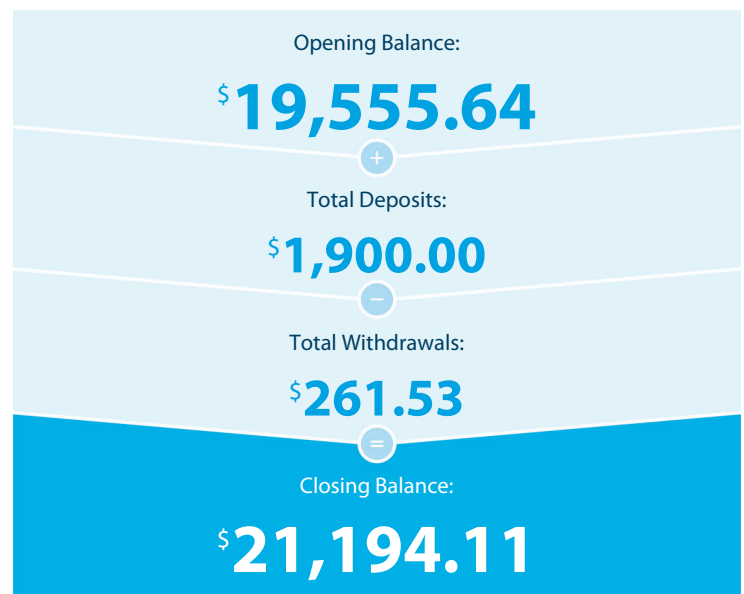 Opening Balance:
$19,555.64
+
Total Deposits:
$1,900.00
−
Total Withdrawals:
$261.53
=
Closing Balance:
$21,194.11